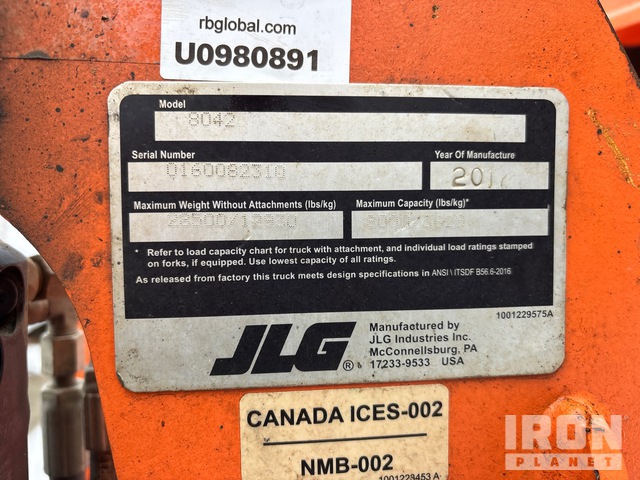 rbglobal.com
U0980891
Model
8042
Serial Number
Year Of Manufacture
Maximum Weight Without Attachments (lbs/kg)
Maximum Capacity (lbs/kg)*
* Refer to load capacity chart for truck with attachment, and individual load ratings stamped
on forks, if equipped. Use lowest capacity of all ratings.
As released from factory this truck meets design specifications in ANSI \ ITSDF B56.6-2016
1001229575A
JLG®
Manufactured by
JLG Industries Inc.
McConnellsburg, PA
17233-9533 USA
CANADA ICES-003
NMB-002
1001223453 A
IRON
PLANET